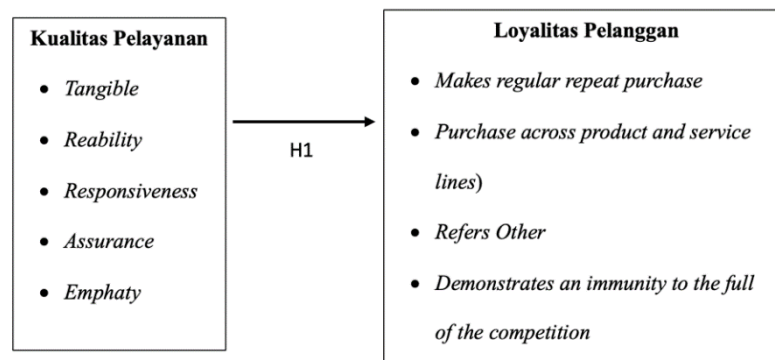 Kualitas Pelayanan
• Tangible
• Reability
• Responsiveness
• Assurance
• Emphaty
H1
Loyalitas Pelanggan
• Makes regular repeat purchase
• Purchase across product and service
lines)
• Refers Other
• Demonstrates an immunity to the full
of the competition